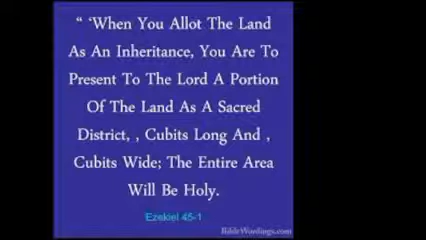 “ ‘When You Allot The Land
As An Inheritance, You Are To
Present To The Lord A Portion
Of The Land As A Sacred
District, , Cubits Long And ,
Cubits Wide; The Entire Area
Will Be Holy.
Ezekiel 45-1
BibleWordings.com